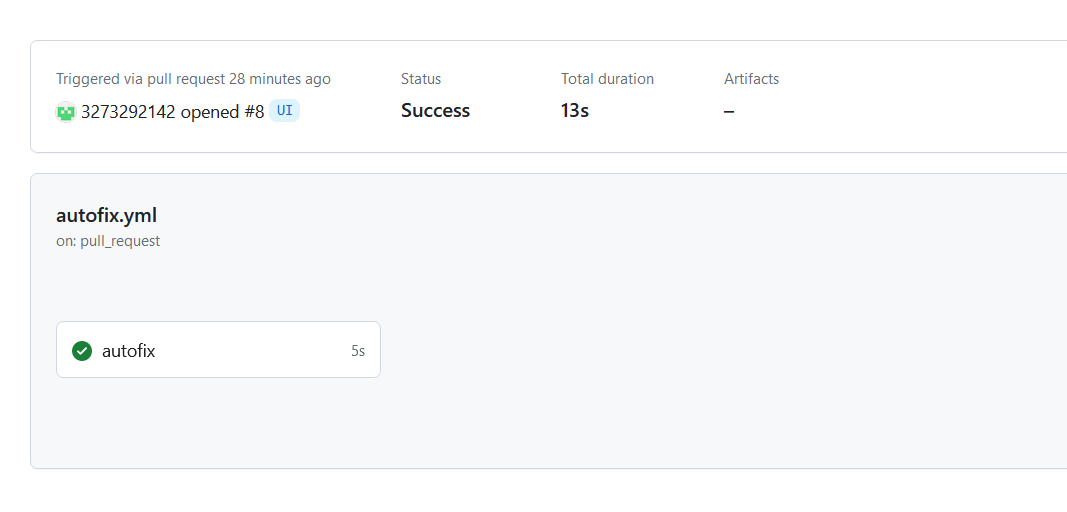 Triggered via pull request 28 minutes ago
3273292142 opened #8 UI
Status
Success
Total duration
13s
Artifacts
–
autofix.yml
on: pull_request
autofix 5s